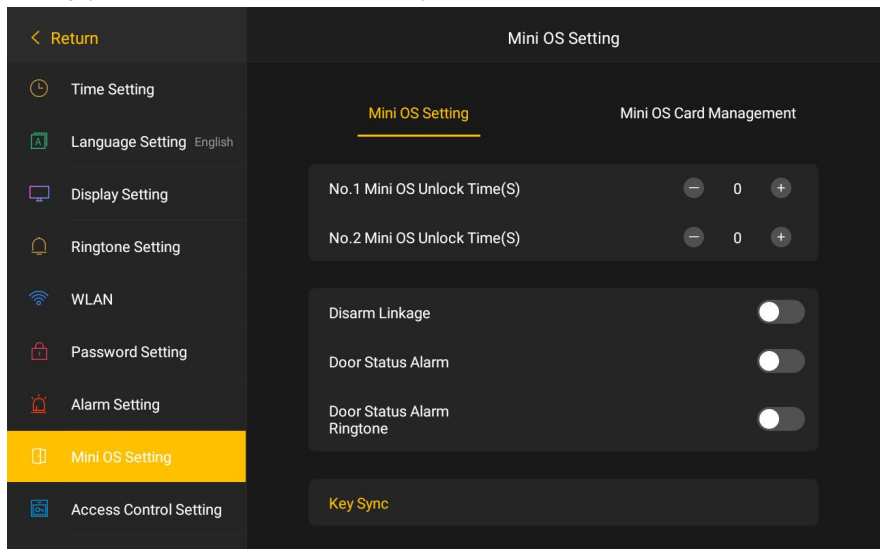 Return
Mini OS Setting
Time Setting
Language Setting English
Display Setting
Ringtone Setting
WLAN
Password Setting
Alarm Setting
Mini OS Setting
Access Control Setting
Mini OS Setting
Mini OS Card Management
No.1 Mini OS Unlock Time(S) 0
No.2 Mini OS Unlock Time(S) 0
Disarm Linkage
Door Status Alarm
Door Status Alarm
Ringtone
Key Sync